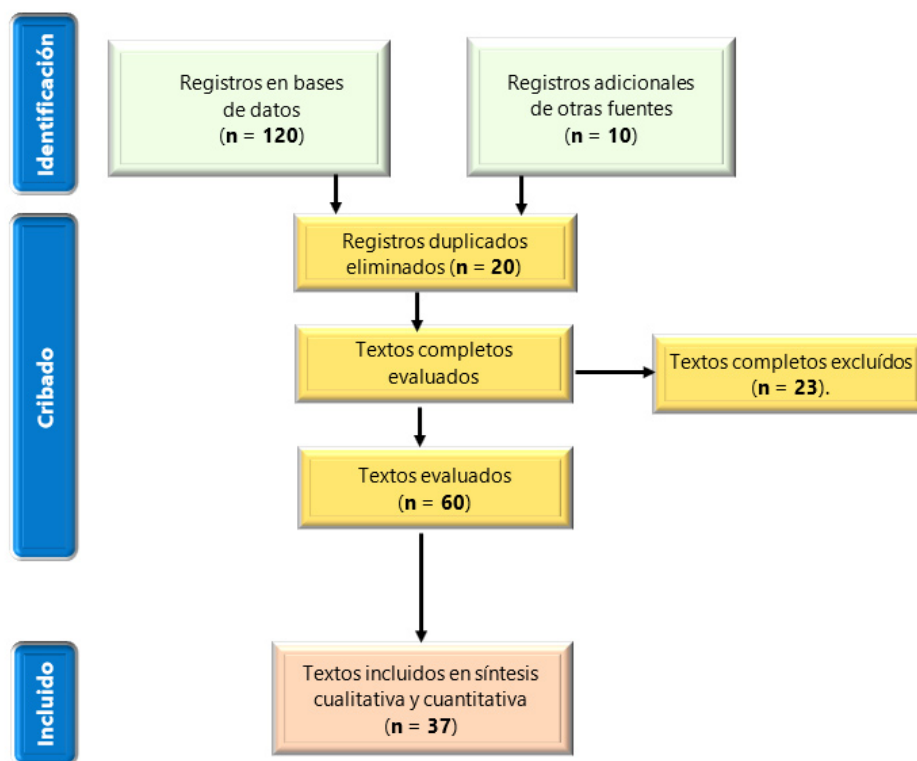 Identificación
Registros en bases
de datos
(n = 120)
Registros adicionales
de otras fuentes
(n = 10)
Cribado
Registros duplicados
eliminados (n = 20)
Textos completos
evaluados
Textos completos excluídos
(n = 23).
Textos evaluados
(n = 60)
Incluido
Textos incluidos en síntesis
cualitativa y cuantitativa
(n = 37)